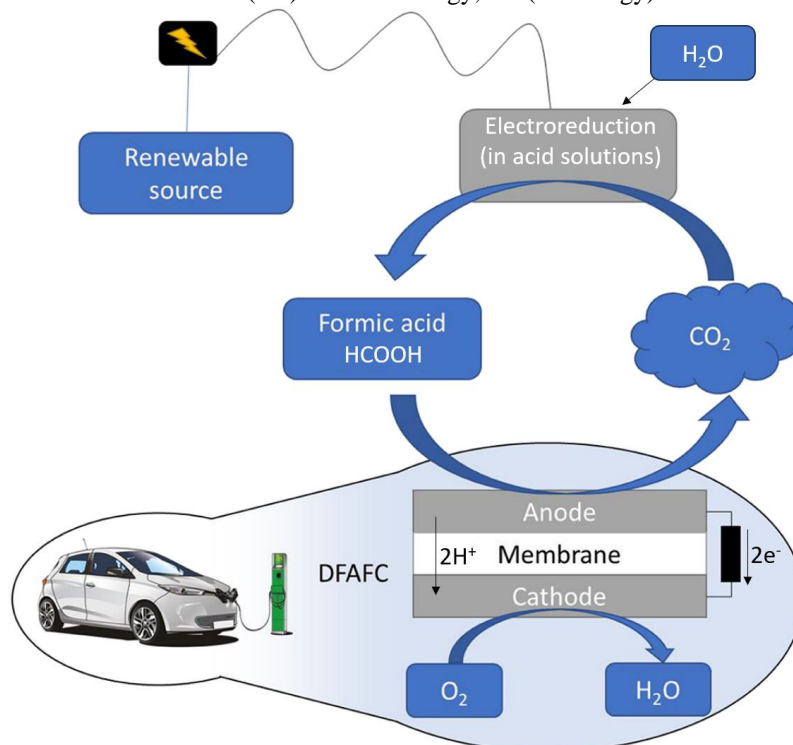 H₂O
Electroreduction
(in acid solutions)
Renewable
source
Formic acid
HCOOH
CO₂
Anode
2H⁺
Membrane
2e⁻
DFAFC
Cathode
O₂
H₂O